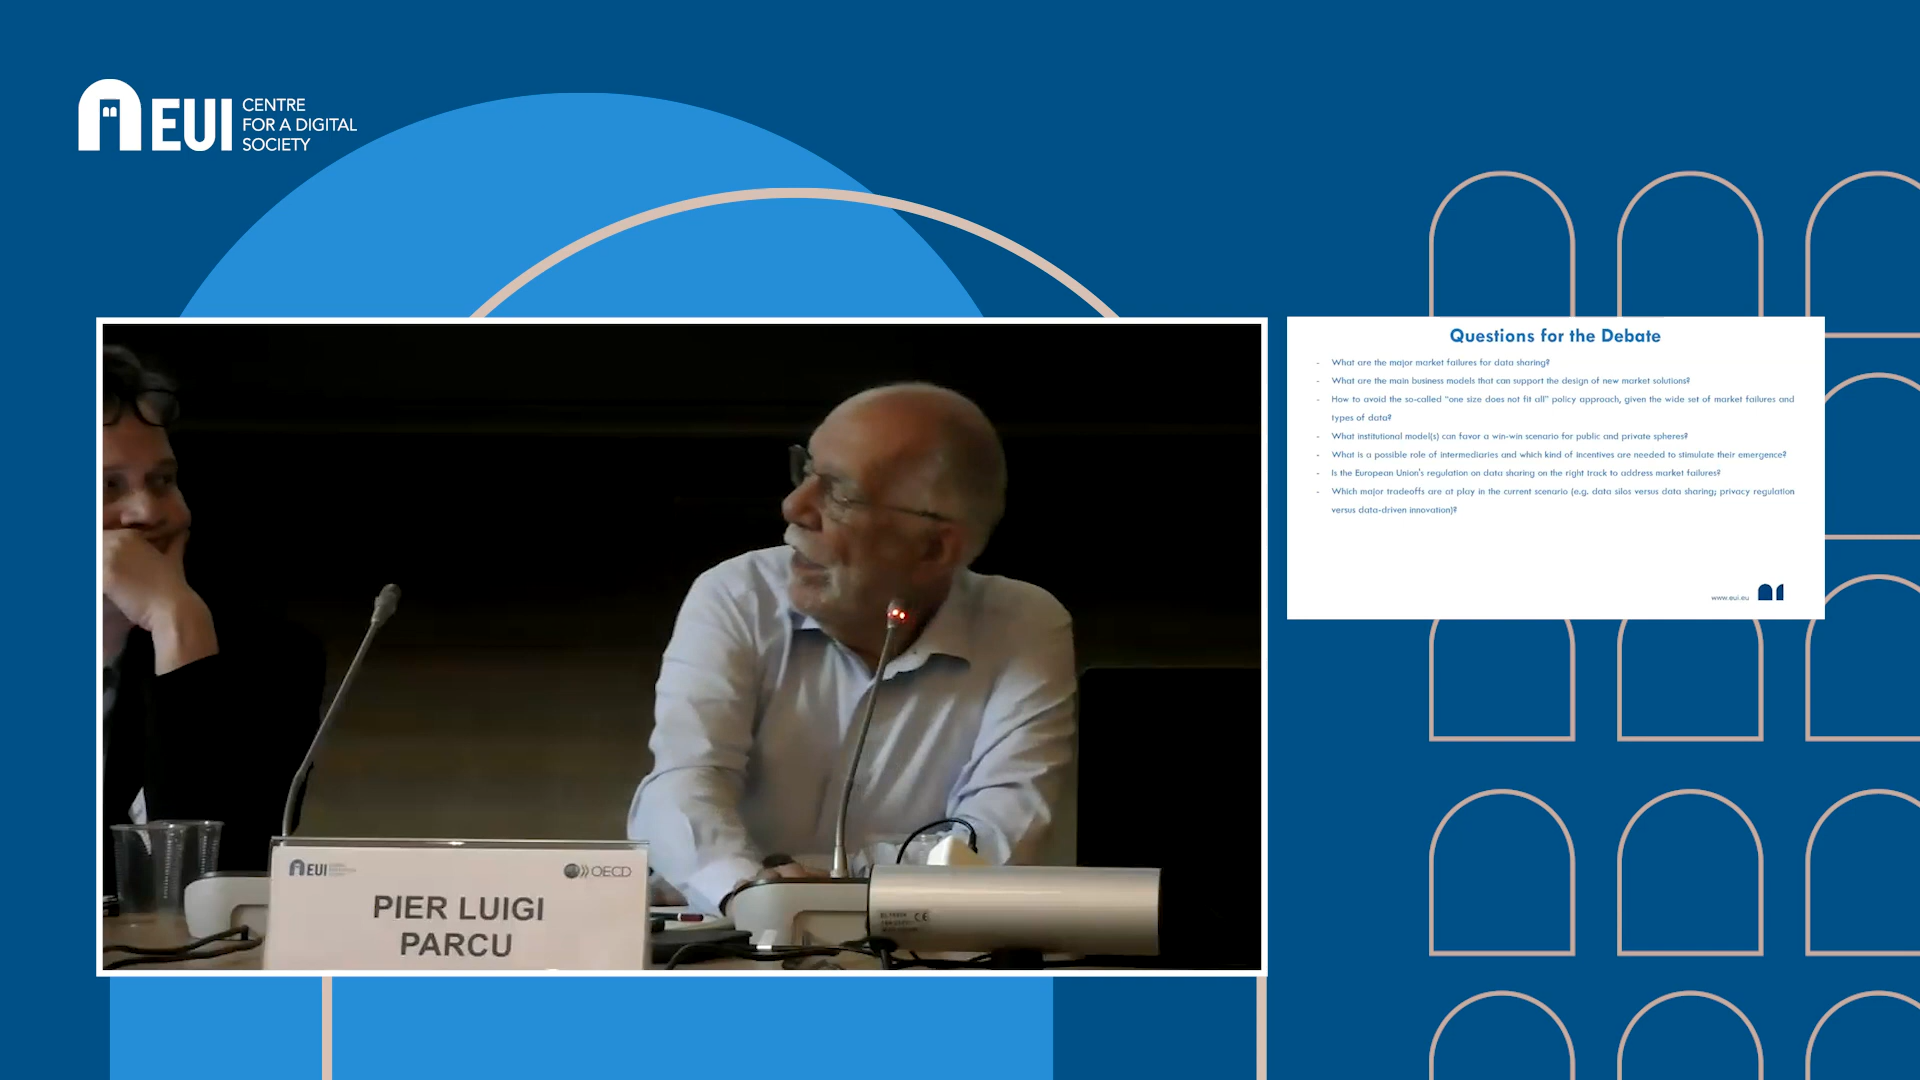 EUI
CENTRE
FOR A DIGITAL
SOCIETY
Questions for the Debate
- What are the major market failures for data sharing?
- What are the main business models that can support the design of new market solutions?
- How to avoid the so-called "one size does not fit all" policy approach, given the wide set of market failures and
types of data?
- What institutional model(s) can favor a win-win scenario for public and private spheres?
- What is a possible role of intermediaries and which kind of incentives are needed to stimulate their emergence?
- Is the European Union's regulation on data sharing on the right track to address market failures?
- Which major tradeoffs are at play in the current scenario (e.g. data silos versus data sharing; privacy regulation
versus data-driven innovation)?
www.eui.eu
EUI
OECD
PIER LUIGI
PARCU
CE